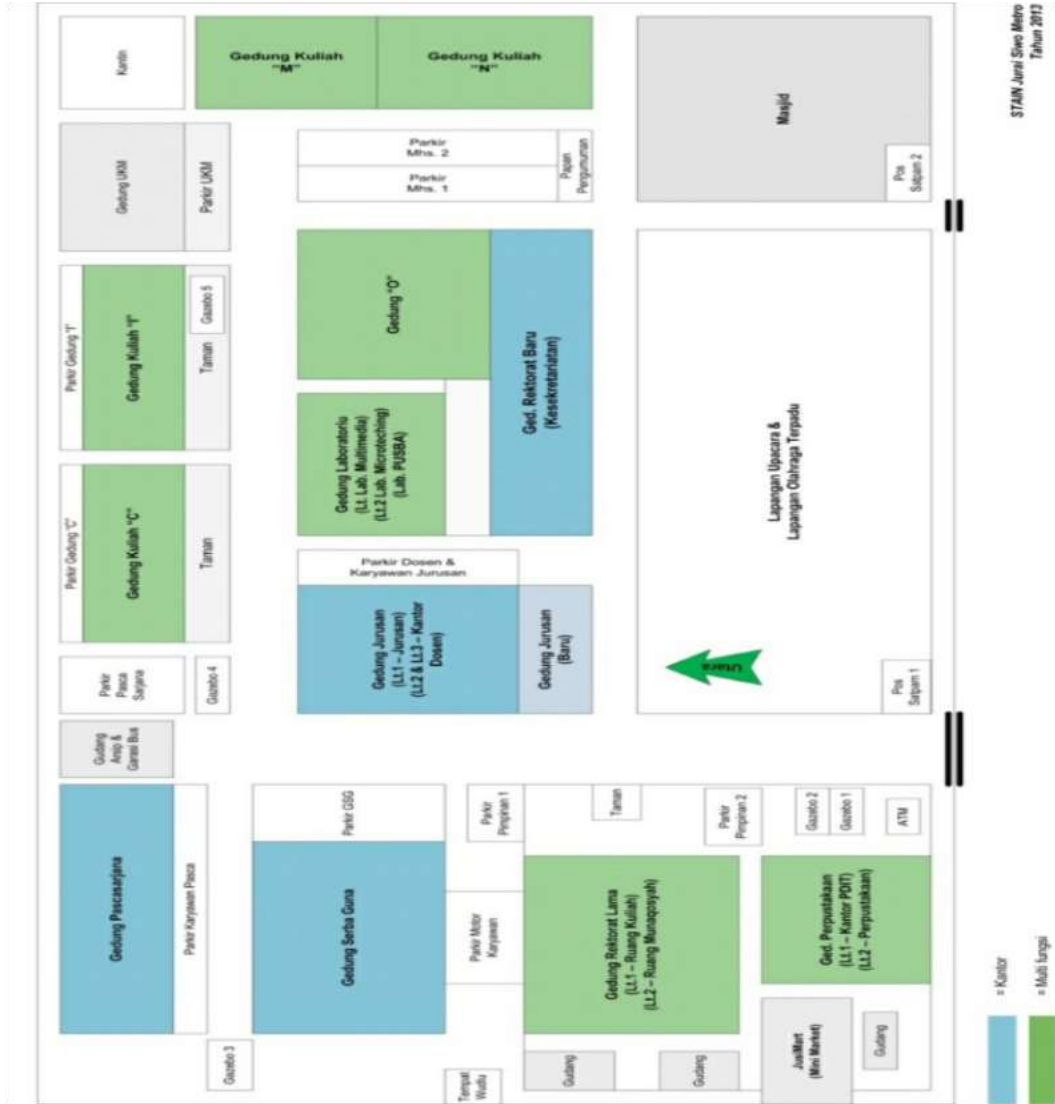 Kantin
Gedung Kuliah
"M"
Gedung Kuliah
"N"
Masjid
Pos
Satpam 2
STAIN Jurai Siwo Metro
Tahun 2013
Gedung UKM
Parkir UKM
Parkir
Mhs. 2
Parkir
Mhs. 1
Papan
Pengumuman
Parkir Gedung "I"
Gedung Kuliah "I"
Gazebo 5
Taman
Gedung "O"
Ged. Rektorat Baru
(Kesekretariatan)
Gedung Laboratoriu
(Lt. Lab. Multimedia)
(Lt.2 Lab. Microteching)
(Lab. PUSBA)
Lapangan Upacara &
Lapangan Olahraga Terpadu
Parkir Gedung "C"
Gedung Kuliah "C"
Taman
Parkir Dosen &
Karyawan Jurusan
Gedung Jurusan
(Lt.1 – Jurusan)
(Lt.2 & Lt.3 – Kantor
Dosen)
Gedung Jurusan
(Baru)
Utara
Pos
Satpam 1
Parkir
Pasca
Sarjana
Gazebo 4
Gudang
Arsip &
Garasi Bus
Gedung Pascasarjana
Parkir Karyawan Pasca
Parkir GSG
Gedung Serba Guna
Parkir
Pimpinan 1
Parkir Motor
Karyawan
Taman
Parkir
Pimpinan 2
Gazebo 2
Gazebo 1
ATM
Gedung Rektorat Lama
(Lt.1 – Ruang Kuliah)
(Lt.2 – Ruang Munaqosyah)
Ged. Perpustakaan
(Lt.1 – Kantor PDIT)
(Lt.2 – Perpustakaan)
Gazebo 3
Tempat
Wudlu
Gudang
Gudang
JusiMart
(Mini Market)
Gudang
= Kantor
= Multi fungsi